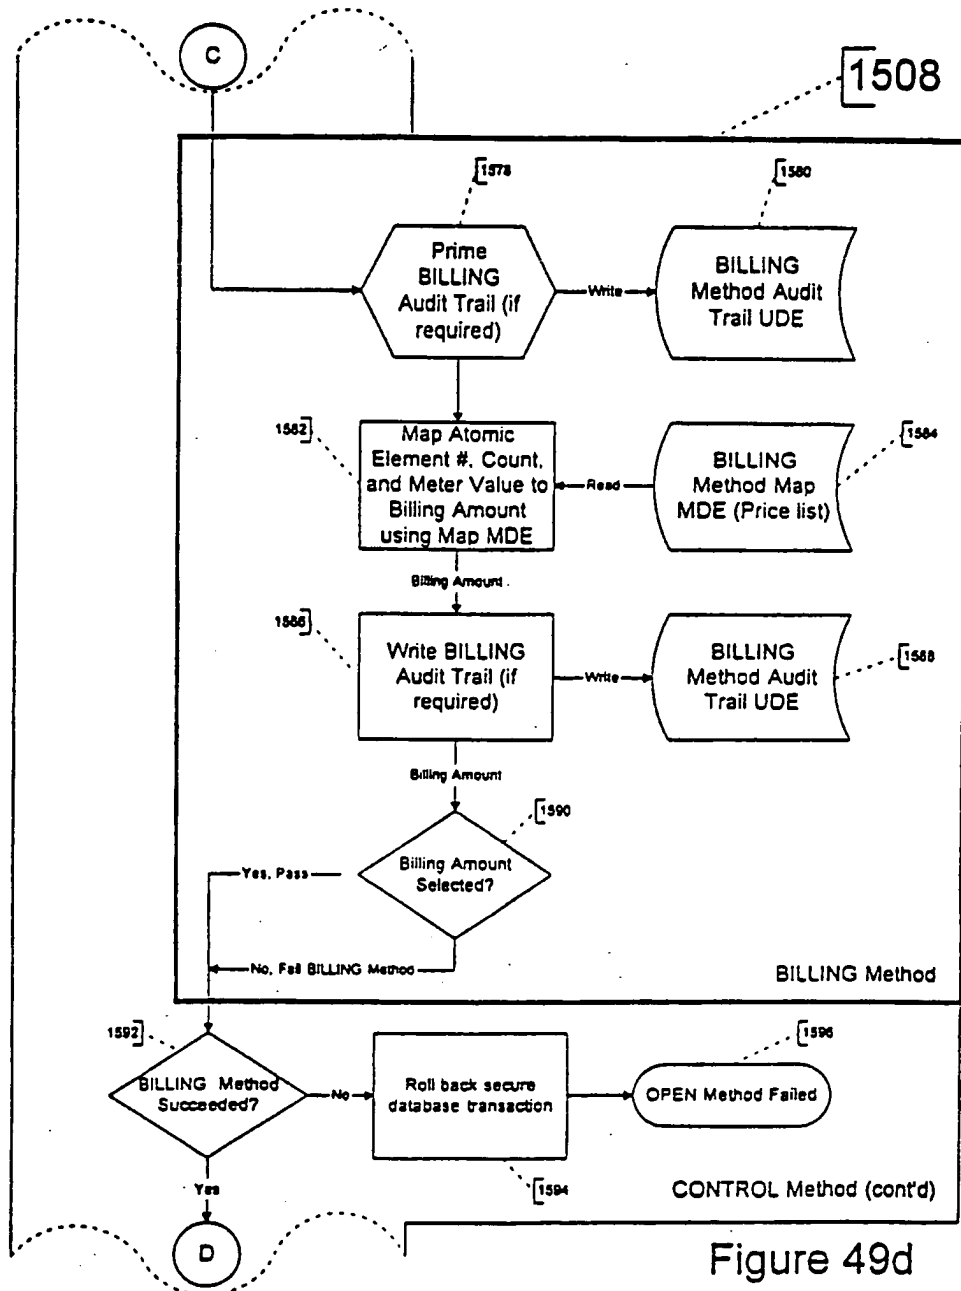 C
1508
1578
1580
Prime
BILLING
Audit Trail (if
required)
Write
BILLING
Method Audit
Trail UDE
1582
Map Atomic
Element #, Count,
and Meter Value to
Billing Amount
using Map MDE
Read
BILLING
Method Map
MDE (Price list)
1584
Billing Amount
1586
Write BILLING
Audit Trail (if
required)
Write
BILLING
Method Audit
Trail UDE
1588
Billing Amount
1590
Billing Amount
Selected?
Yes, Pass
No, Fail BILLING Method
BILLING Method
1592
BILLING Method
Succeeded?
No
Roll back secure
database transaction
1596
OPEN Method Failed
1594
Yes
CONTROL Method (cont'd)
D
Figure 49d